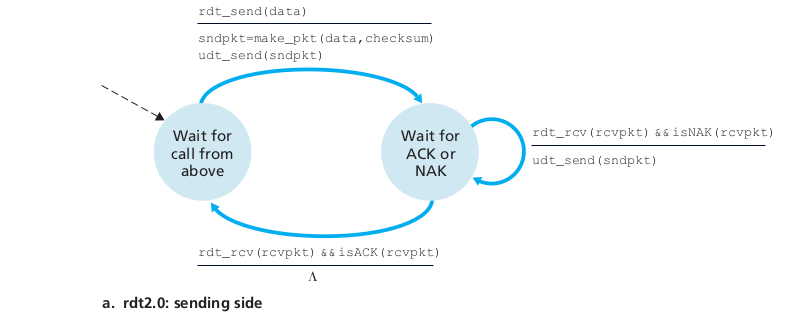 rdt_send(data)
sndpkt=make_pkt(data,checksum)
udt_send(sndpkt)
Wait for
call from
above
Wait for
ACK or
NAK
rdt_rcv(rcvpkt) && isNAK(rcvpkt)
udt_send(sndpkt)
rdt_rcv(rcvpkt) && isACK(rcvpkt)
Λ
a. rdt2.0: sending side